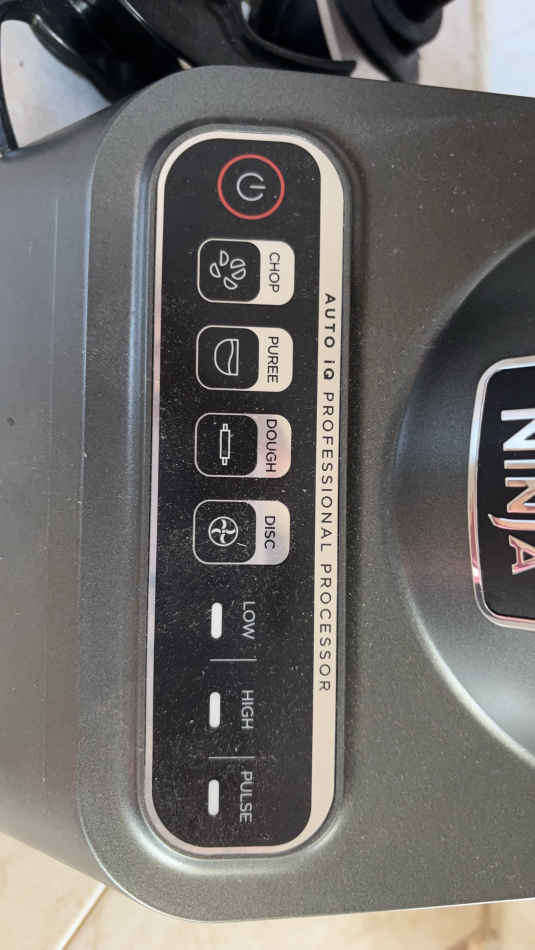 NINJA
AUTO iQ PROFESSIONAL PROCESSOR
CHOP
PUREE
DOUGH
DISC
LOW
HIGH
PULSE